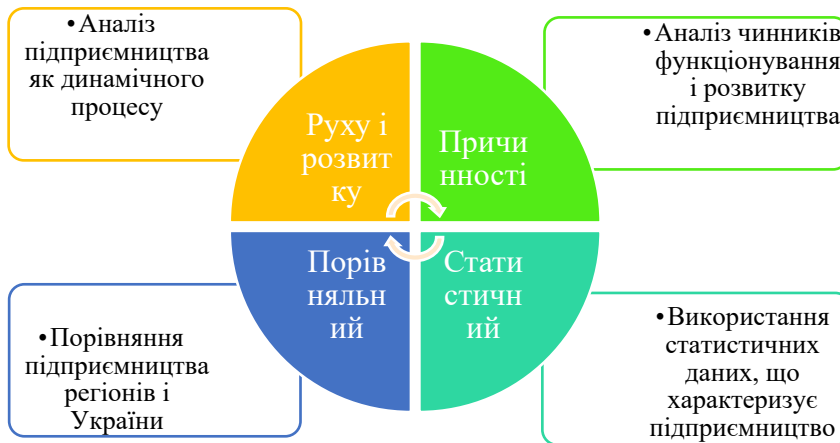 •Аналіз
підприємництва
як динамічного
процесу
•Аналіз чинників
функціонування
і розвитку
підприємництва
Руху і
розвит
ку
Причи
нності
Порів
няльн
ий
Стати
стичн
ий
•Порівняння
підприємництва
регіонів і
України
•Використання
статистичних
даних, що
характеризує
підприємництво